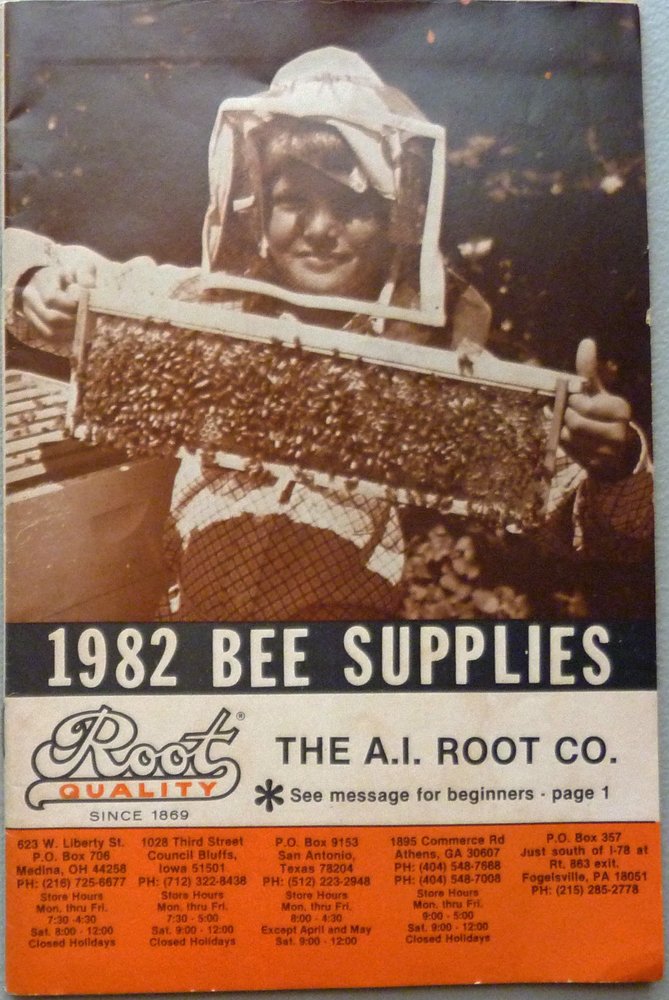 1982 BEE SUPPLIES
Root®
QUALITY
SINCE 1869
THE A.I. ROOT CO.
* See message for beginners - page 1
623 W. Liberty St.
P.O. Box 706
Medina, OH 44258
PH: (216) 725-6677
Store Hours
Mon. thru Fri.
7:30 - 4:30
Sat. 8:00 - 12:00
Closed Holidays
1028 Third Street
Council Bluffs,
Iowa 51501
PH: (712) 322-8438
Store Hours
Mon. thru Fri.
7:30 - 5:00
Sat. 9:00 - 12:00
Closed Holidays
P.O. Box 9153
San Antonio,
Texas 78204
PH: (512) 223-2948
Store Hours
Mon. thru Fri.
8:00 - 4:30
Except April and May
Sat. 9:00 - 12:00
1895 Commerce Rd
Athens, GA 30607
PH: (404) 548-7668
PH: (404) 548-7008
Store Hours
Mon. thru Fri.
9:00 - 5:00
Sat. 9:00 - 12:00
Closed Holidays
P.O. Box 357
Just south of I-78 at
Rt. 863 exit.
Fogelsville, PA 18051
PH: (215) 285-2778